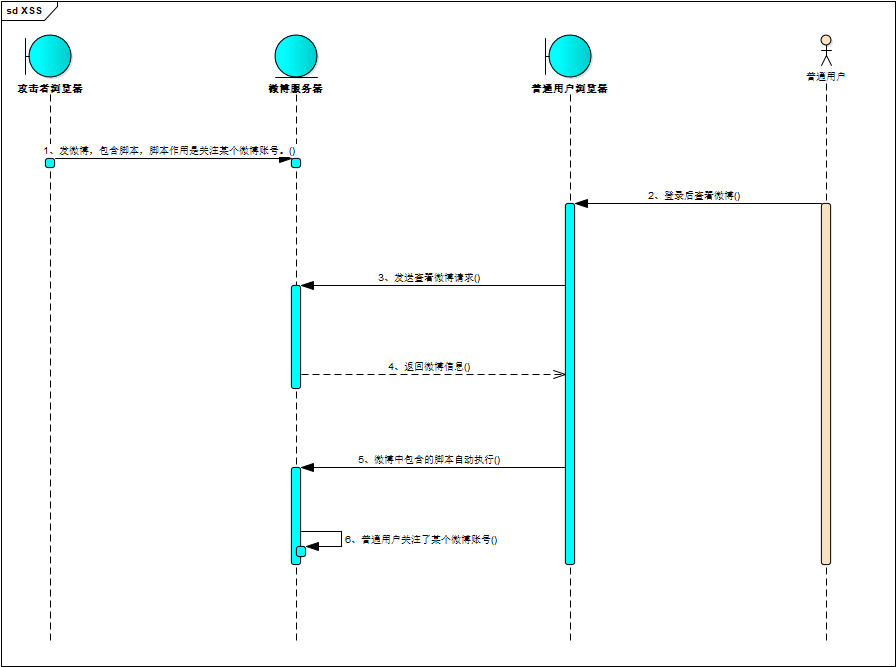 sd XSS
攻击者浏览器
微博服务器
普通用户浏览器
普通用户
1、发微博，包含脚本，脚本作用是关注某个微博账号。()
2、登录后查看微博()
3、发送查看微博请求()
4、返回微博信息()
5、微博中包含的脚本自动执行()
6、普通用户关注了某个微博账号()